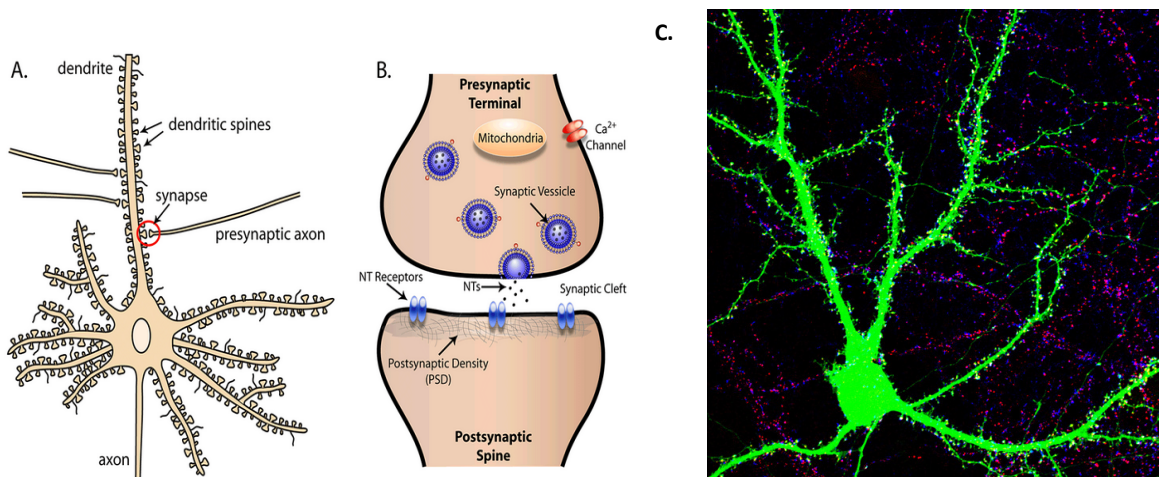 A.
dendrite
dendritic spines
synapse
presynaptic axon
axon
B.
Presynaptic
Terminal
Mitochondria
Ca2+
Channel
Synaptic Vessicle
NT Receptors
NTs
Synaptic Cleft
Postsynaptic Density
(PSD)
Postsynaptic
Spine
C.